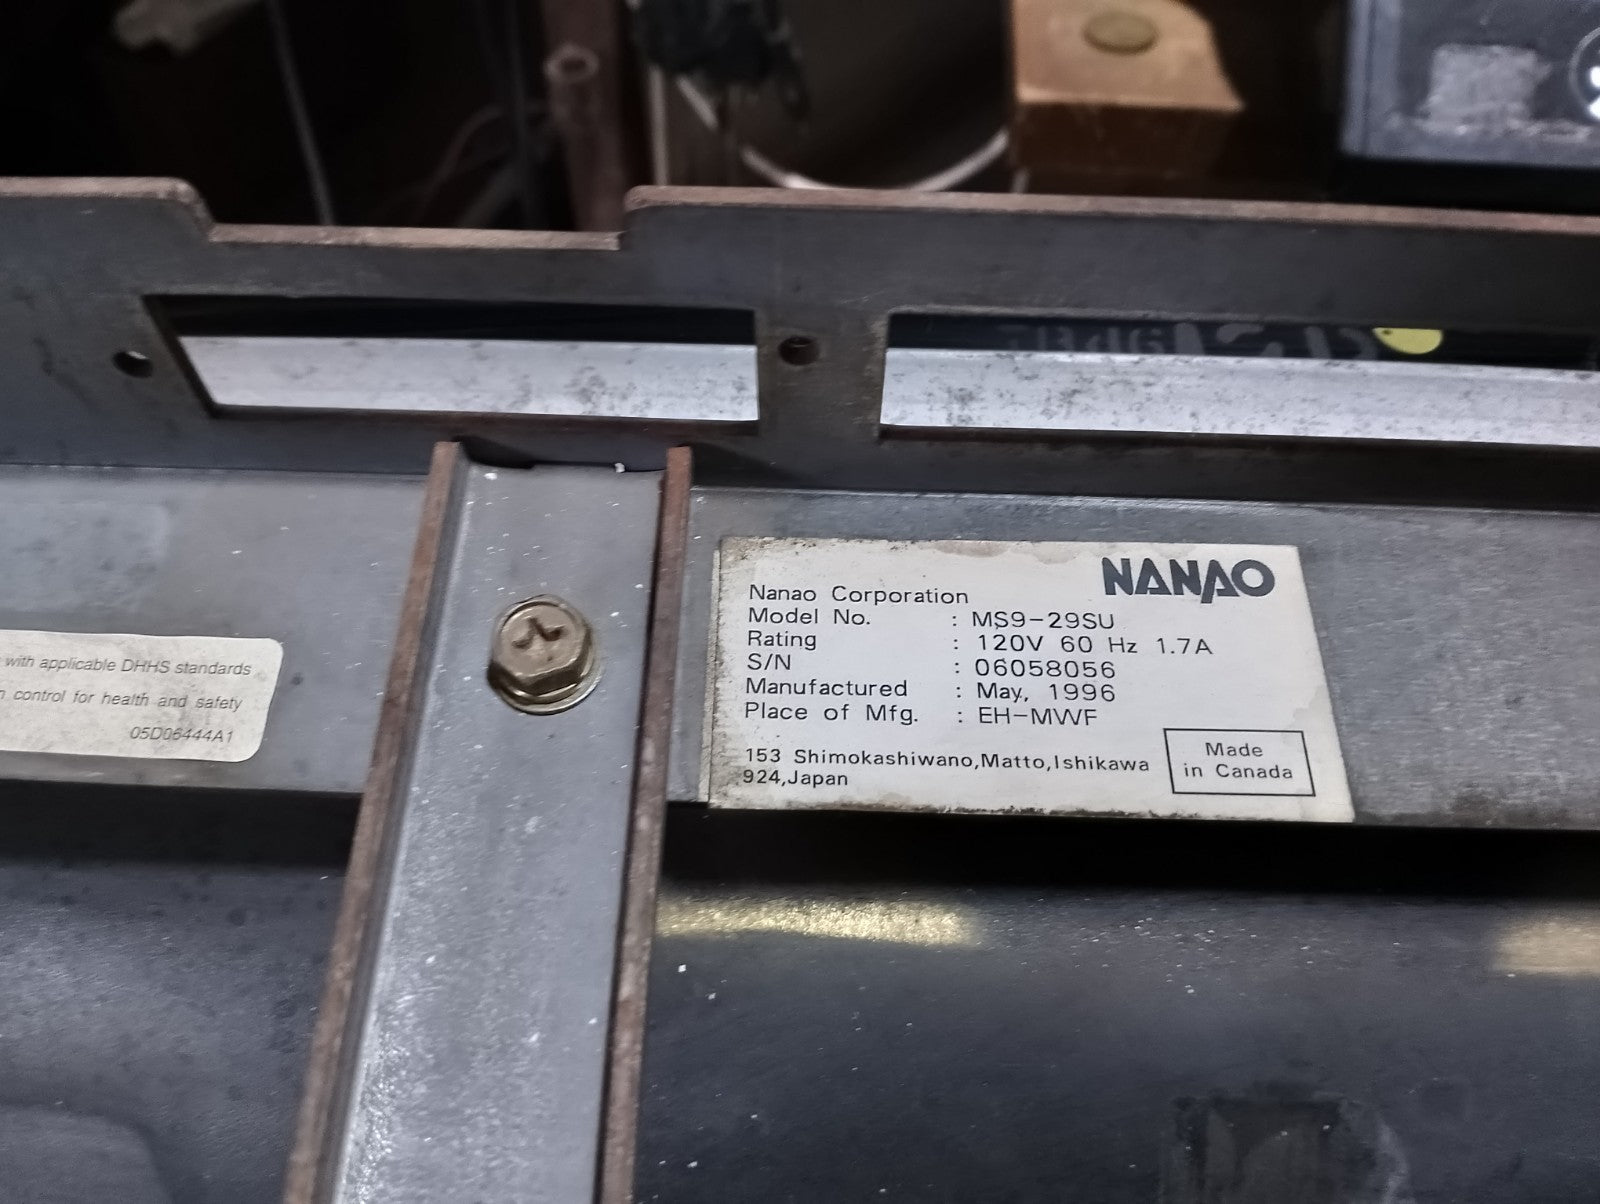 with applicable DHHS standards
control for health and safety
05D06444A1
NANAO
Nanao Corporation
Model No. : MS9-29SU
Rating : 120V 60 Hz 1.7A
S/N : 06058056
Manufactured : May, 1996
Place of Mfg. : EH-MWF
153 Shimokashiwano,Matto,Ishikawa
924,Japan
Made
in Canada